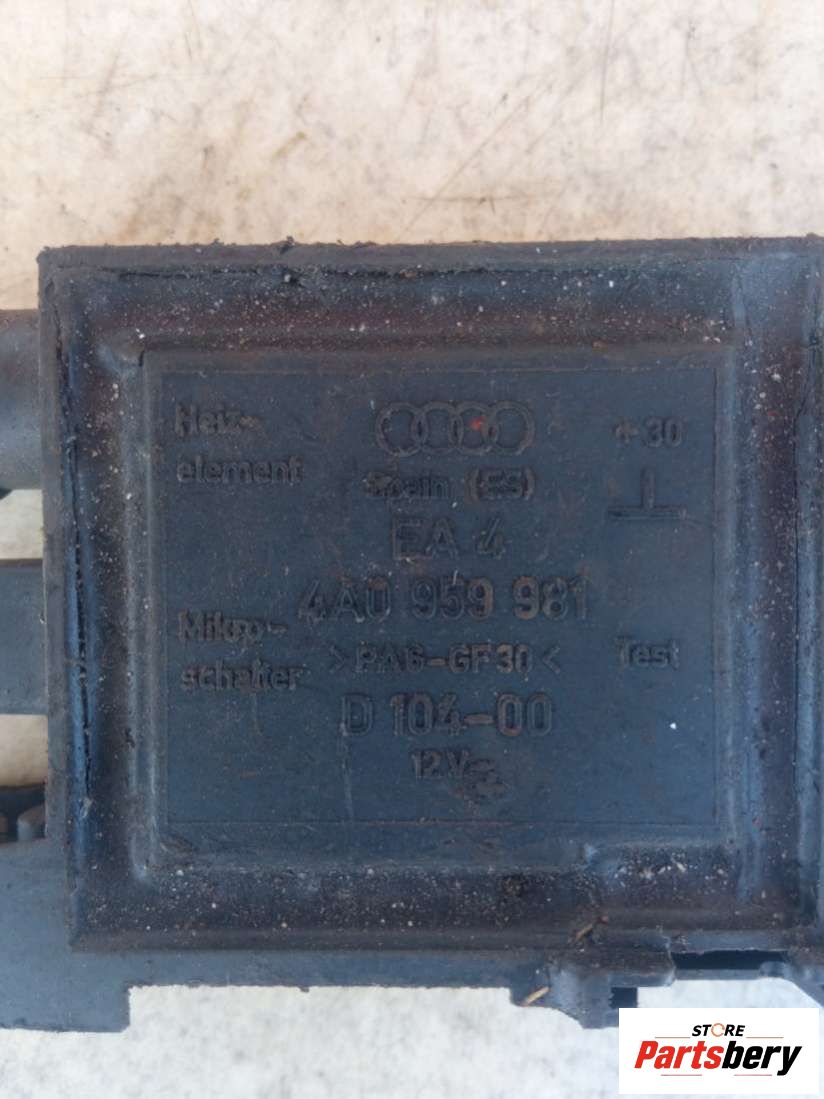 Heiz-
element
+30
Spain (ES)
EA 4
4A0 959 981
Mikro-
schalter
>PA6-GF30<
Test
D 104-00
12V
STORE
Partsbery